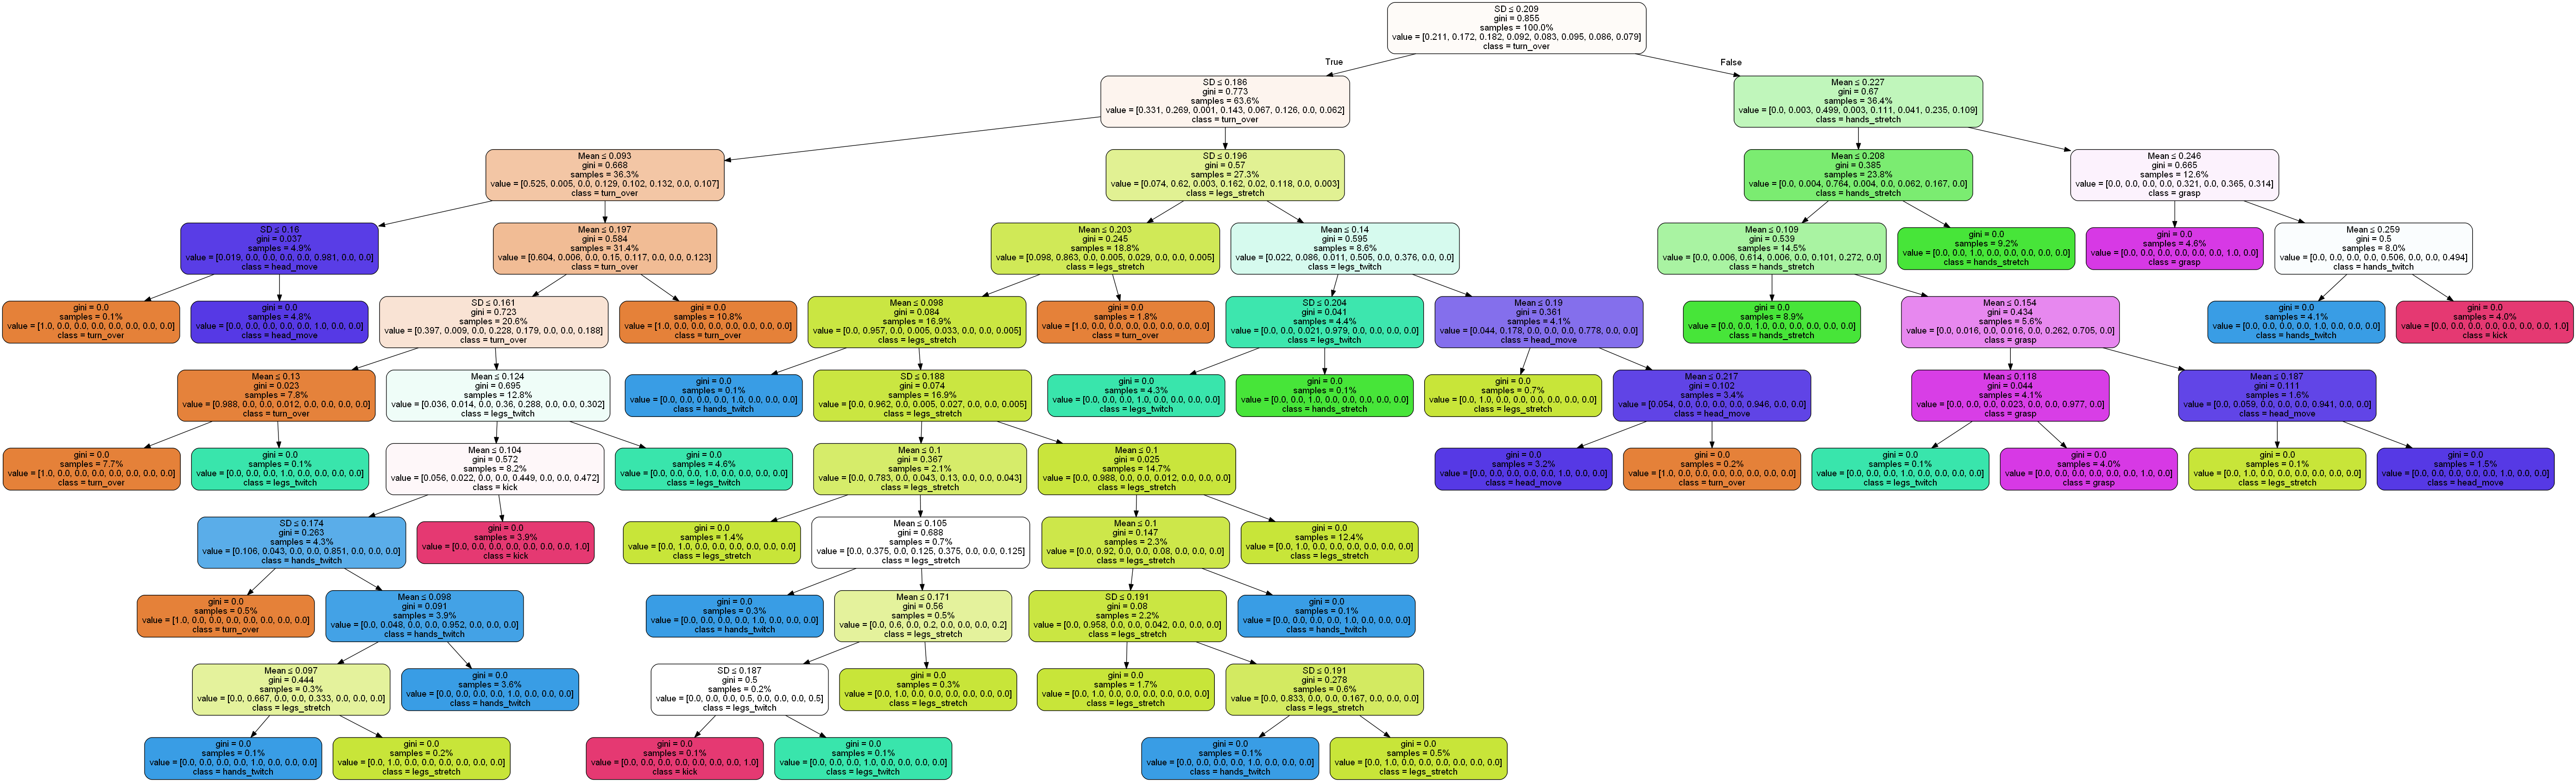 SD ≤ 0.209
gini = 0.855
samples = 100.0%
value = [0.211, 0.172, 0.182, 0.092, 0.083, 0.095, 0.086, 0.079]
class = turn_over
True
False
SD ≤ 0.186
gini = 0.773
samples = 63.6%
value = [0.331, 0.269, 0.001, 0.143, 0.067, 0.126, 0.0, 0.062]
class = turn_over
Mean ≤ 0.227
gini = 0.67
samples = 36.4%
value = [0.0, 0.003, 0.499, 0.003, 0.111, 0.041, 0.235, 0.109]
class = hands_stretch
Mean ≤ 0.093
gini = 0.668
samples = 36.3%
value = [0.525, 0.005, 0.0, 0.129, 0.102, 0.132, 0.0, 0.107]
class = turn_over
SD ≤ 0.196
gini = 0.57
samples = 27.3%
value = [0.074, 0.62, 0.003, 0.162, 0.02, 0.118, 0.0, 0.003]
class = legs_stretch
Mean ≤ 0.208
gini = 0.385
samples = 23.8%
value = [0.0, 0.004, 0.764, 0.004, 0.0, 0.062, 0.167, 0.0]
class = hands_stretch
Mean ≤ 0.246
gini = 0.665
samples = 12.6%
value = [0.0, 0.0, 0.0, 0.0, 0.321, 0.0, 0.365, 0.314]
class = grasp
SD ≤ 0.16
gini = 0.037
samples = 4.9%
value = [0.019, 0.0, 0.0, 0.0, 0.0, 0.981, 0.0, 0.0]
class = head_move
Mean ≤ 0.197
gini = 0.584
samples = 31.4%
value = [0.604, 0.006, 0.0, 0.15, 0.117, 0.0, 0.0, 0.123]
class = turn_over
Mean ≤ 0.203
gini = 0.245
samples = 18.8%
value = [0.098, 0.863, 0.0, 0.005, 0.029, 0.0, 0.0, 0.005]
class = legs_stretch
Mean ≤ 0.14
gini = 0.595
samples = 8.6%
value = [0.022, 0.086, 0.011, 0.505, 0.0, 0.376, 0.0, 0.0]
class = legs_twitch
Mean ≤ 0.109
gini = 0.539
samples = 14.5%
value = [0.0, 0.006, 0.614, 0.006, 0.0, 0.101, 0.272, 0.0]
class = hands_stretch
gini = 0.0
samples = 9.2%
value = [0.0, 0.0, 1.0, 0.0, 0.0, 0.0, 0.0, 0.0]
class = hands_stretch
gini = 0.0
samples = 4.6%
value = [0.0, 0.0, 0.0, 0.0, 0.0, 0.0, 1.0, 0.0]
class = grasp
Mean ≤ 0.259
gini = 0.5
samples = 8.0%
value = [0.0, 0.0, 0.0, 0.0, 0.506, 0.0, 0.0, 0.494]
class = hands_twitch
gini = 0.0
samples = 0.1%
value = [1.0, 0.0, 0.0, 0.0, 0.0, 0.0, 0.0, 0.0]
class = turn_over
gini = 0.0
samples = 4.8%
value = [0.0, 0.0, 0.0, 0.0, 0.0, 1.0, 0.0, 0.0]
class = head_move
SD ≤ 0.161
gini = 0.723
samples = 20.6%
value = [0.397, 0.009, 0.0, 0.228, 0.179, 0.0, 0.0, 0.188]
class = turn_over
gini = 0.0
samples = 10.8%
value = [1.0, 0.0, 0.0, 0.0, 0.0, 0.0, 0.0, 0.0]
class = turn_over
Mean ≤ 0.098
gini = 0.084
samples = 16.9%
value = [0.0, 0.957, 0.0, 0.005, 0.033, 0.0, 0.0, 0.005]
class = legs_stretch
gini = 0.0
samples = 1.8%
value = [1.0, 0.0, 0.0, 0.0, 0.0, 0.0, 0.0, 0.0]
class = turn_over
SD ≤ 0.204
gini = 0.041
samples = 4.4%
value = [0.0, 0.0, 0.021, 0.979, 0.0, 0.0, 0.0, 0.0]
class = legs_twitch
Mean ≤ 0.19
gini = 0.361
samples = 4.1%
value = [0.044, 0.178, 0.0, 0.0, 0.0, 0.778, 0.0, 0.0]
class = head_move
gini = 0.0
samples = 8.9%
value = [0.0, 0.0, 1.0, 0.0, 0.0, 0.0, 0.0, 0.0]
class = hands_stretch
Mean ≤ 0.154
gini = 0.434
samples = 5.6%
value = [0.0, 0.016, 0.0, 0.016, 0.0, 0.262, 0.705, 0.0]
class = grasp
gini = 0.0
samples = 4.1%
value = [0.0, 0.0, 0.0, 0.0, 1.0, 0.0, 0.0, 0.0]
class = hands_twitch
gini = 0.0
samples = 4.0%
value = [0.0, 0.0, 0.0, 0.0, 0.0, 0.0, 0.0, 1.0]
class = kick
Mean ≤ 0.13
gini = 0.023
samples = 7.8%
value = [0.988, 0.0, 0.0, 0.012, 0.0, 0.0, 0.0, 0.0]
class = turn_over
Mean ≤ 0.124
gini = 0.695
samples = 12.8%
value = [0.036, 0.014, 0.0, 0.36, 0.288, 0.0, 0.0, 0.302]
class = legs_twitch
gini = 0.0
samples = 0.1%
value = [0.0, 0.0, 0.0, 0.0, 1.0, 0.0, 0.0, 0.0]
class = hands_twitch
SD ≤ 0.188
gini = 0.074
samples = 16.9%
value = [0.0, 0.962, 0.0, 0.005, 0.027, 0.0, 0.0, 0.005]
class = legs_stretch
gini = 0.0
samples = 4.3%
value = [0.0, 0.0, 0.0, 1.0, 0.0, 0.0, 0.0, 0.0]
class = legs_twitch
gini = 0.0
samples = 0.1%
value = [0.0, 0.0, 1.0, 0.0, 0.0, 0.0, 0.0, 0.0]
class = hands_stretch
gini = 0.0
samples = 0.7%
value = [0.0, 1.0, 0.0, 0.0, 0.0, 0.0, 0.0, 0.0]
class = legs_stretch
Mean ≤ 0.217
gini = 0.102
samples = 3.4%
value = [0.054, 0.0, 0.0, 0.0, 0.0, 0.946, 0.0, 0.0]
class = head_move
Mean ≤ 0.118
gini = 0.044
samples = 4.1%
value = [0.0, 0.0, 0.0, 0.023, 0.0, 0.0, 0.977, 0.0]
class = grasp
Mean ≤ 0.187
gini = 0.111
samples = 1.6%
value = [0.0, 0.059, 0.0, 0.0, 0.0, 0.941, 0.0, 0.0]
class = head_move
gini = 0.0
samples = 7.7%
value = [1.0, 0.0, 0.0, 0.0, 0.0, 0.0, 0.0, 0.0]
class = turn_over
gini = 0.0
samples = 0.1%
value = [0.0, 0.0, 0.0, 1.0, 0.0, 0.0, 0.0, 0.0]
class = legs_twitch
Mean ≤ 0.104
gini = 0.572
samples = 8.2%
value = [0.056, 0.022, 0.0, 0.0, 0.449, 0.0, 0.0, 0.472]
class = kick
gini = 0.0
samples = 4.6%
value = [0.0, 0.0, 0.0, 1.0, 0.0, 0.0, 0.0, 0.0]
class = legs_twitch
Mean ≤ 0.1
gini = 0.367
samples = 2.1%
value = [0.0, 0.783, 0.0, 0.043, 0.13, 0.0, 0.0, 0.043]
class = legs_stretch
Mean ≤ 0.1
gini = 0.025
samples = 14.7%
value = [0.0, 0.988, 0.0, 0.0, 0.012, 0.0, 0.0, 0.0]
class = legs_stretch
gini = 0.0
samples = 3.2%
value = [0.0, 0.0, 0.0, 0.0, 0.0, 1.0, 0.0, 0.0]
class = head_move
gini = 0.0
samples = 0.2%
value = [1.0, 0.0, 0.0, 0.0, 0.0, 0.0, 0.0, 0.0]
class = turn_over
gini = 0.0
samples = 0.1%
value = [0.0, 0.0, 0.0, 1.0, 0.0, 0.0, 0.0, 0.0]
class = legs_twitch
gini = 0.0
samples = 4.0%
value = [0.0, 0.0, 0.0, 0.0, 0.0, 0.0, 1.0, 0.0]
class = grasp
gini = 0.0
samples = 0.1%
value = [0.0, 1.0, 0.0, 0.0, 0.0, 0.0, 0.0, 0.0]
class = legs_stretch
gini = 0.0
samples = 1.5%
value = [0.0, 0.0, 0.0, 0.0, 0.0, 1.0, 0.0, 0.0]
class = head_move
SD ≤ 0.174
gini = 0.263
samples = 4.3%
value = [0.106, 0.043, 0.0, 0.0, 0.851, 0.0, 0.0, 0.0]
class = hands_twitch
gini = 0.0
samples = 3.9%
value = [0.0, 0.0, 0.0, 0.0, 0.0, 0.0, 0.0, 1.0]
class = kick
gini = 0.0
samples = 1.4%
value = [0.0, 1.0, 0.0, 0.0, 0.0, 0.0, 0.0, 0.0]
class = legs_stretch
Mean ≤ 0.105
gini = 0.688
samples = 0.7%
value = [0.0, 0.375, 0.0, 0.125, 0.375, 0.0, 0.0, 0.125]
class = legs_stretch
Mean ≤ 0.1
gini = 0.147
samples = 2.3%
value = [0.0, 0.92, 0.0, 0.0, 0.08, 0.0, 0.0, 0.0]
class = legs_stretch
gini = 0.0
samples = 12.4%
value = [0.0, 1.0, 0.0, 0.0, 0.0, 0.0, 0.0, 0.0]
class = legs_stretch
gini = 0.0
samples = 0.5%
value = [1.0, 0.0, 0.0, 0.0, 0.0, 0.0, 0.0, 0.0]
class = turn_over
Mean ≤ 0.098
gini = 0.091
samples = 3.9%
value = [0.0, 0.048, 0.0, 0.0, 0.952, 0.0, 0.0, 0.0]
class = hands_twitch
gini = 0.0
samples = 0.3%
value = [0.0, 0.0, 0.0, 0.0, 1.0, 0.0, 0.0, 0.0]
class = hands_twitch
Mean ≤ 0.171
gini = 0.56
samples = 0.5%
value = [0.0, 0.6, 0.0, 0.2, 0.0, 0.0, 0.0, 0.2]
class = legs_stretch
SD ≤ 0.191
gini = 0.08
samples = 2.2%
value = [0.0, 0.958, 0.0, 0.0, 0.042, 0.0, 0.0, 0.0]
class = legs_stretch
gini = 0.0
samples = 0.1%
value = [0.0, 0.0, 0.0, 0.0, 1.0, 0.0, 0.0, 0.0]
class = hands_twitch
Mean ≤ 0.097
gini = 0.444
samples = 0.3%
value = [0.0, 0.667, 0.0, 0.0, 0.333, 0.0, 0.0, 0.0]
class = legs_stretch
gini = 0.0
samples = 3.6%
value = [0.0, 0.0, 0.0, 0.0, 1.0, 0.0, 0.0, 0.0]
class = hands_twitch
SD ≤ 0.187
gini = 0.5
samples = 0.2%
value = [0.0, 0.0, 0.0, 0.5, 0.0, 0.0, 0.0, 0.5]
class = legs_twitch
gini = 0.0
samples = 0.3%
value = [0.0, 1.0, 0.0, 0.0, 0.0, 0.0, 0.0, 0.0]
class = legs_stretch
gini = 0.0
samples = 1.7%
value = [0.0, 1.0, 0.0, 0.0, 0.0, 0.0, 0.0, 0.0]
class = legs_stretch
SD ≤ 0.191
gini = 0.278
samples = 0.6%
value = [0.0, 0.833, 0.0, 0.0, 0.167, 0.0, 0.0, 0.0]
class = legs_stretch
gini = 0.0
samples = 0.1%
value = [0.0, 0.0, 0.0, 0.0, 1.0, 0.0, 0.0, 0.0]
class = hands_twitch
gini = 0.0
samples = 0.2%
value = [0.0, 1.0, 0.0, 0.0, 0.0, 0.0, 0.0, 0.0]
class = legs_stretch
gini = 0.0
samples = 0.1%
value = [0.0, 0.0, 0.0, 0.0, 0.0, 0.0, 0.0, 1.0]
class = kick
gini = 0.0
samples = 0.1%
value = [0.0, 0.0, 0.0, 1.0, 0.0, 0.0, 0.0, 0.0]
class = legs_twitch
gini = 0.0
samples = 0.1%
value = [0.0, 0.0, 0.0, 0.0, 1.0, 0.0, 0.0, 0.0]
class = hands_twitch
gini = 0.0
samples = 0.5%
value = [0.0, 1.0, 0.0, 0.0, 0.0, 0.0, 0.0, 0.0]
class = legs_stretch